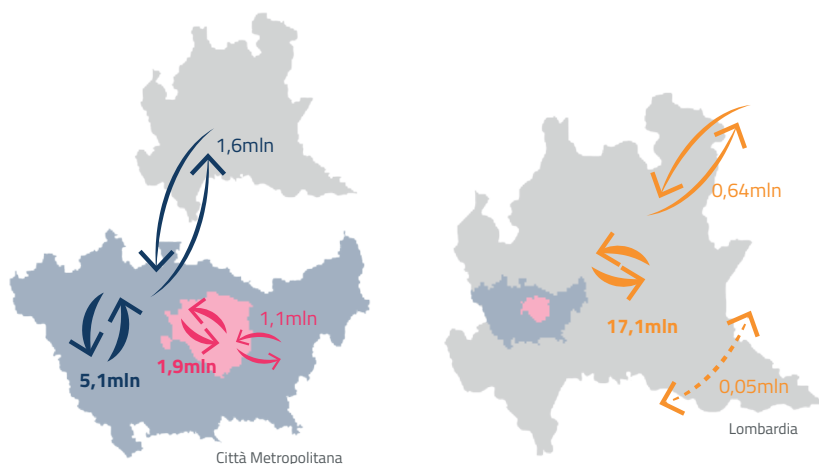 1,6mln
1,1mln
1,9mln
5,1mln
Città Metropolitana
0,64mln
17,1mln
0,05mln
Lombardia